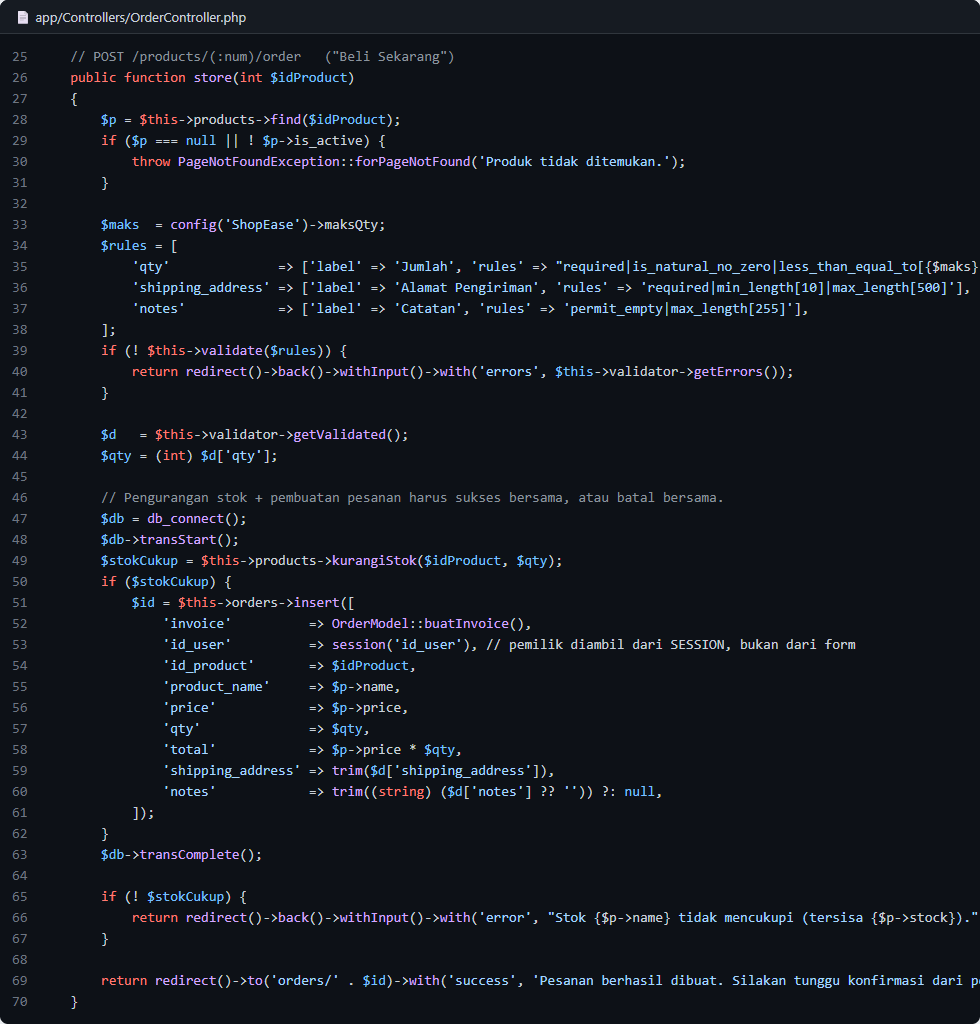 app/Controllers/OrderController.php
25 // POST /products/(:num)/order ("Beli Sekarang")
26 public function store(int $idProduct)
27 {
28 $p = $this->products->find($idProduct);
29 if ($p === null || ! $p->is_active) {
30 throw PageNotFoundException::forPageNotFound('Produk tidak ditemukan.');
31 }
32
33 $maks = config('ShopEase')->maksQty;
34 $rules = [
35 'qty' => ['label' => 'Jumlah', 'rules' => "required|is_natural_no_zero|less_than_equal_to[{$maks}
36 'shipping_address' => ['label' => 'Alamat Pengiriman', 'rules' => 'required|min_length[10]|max_length[500]'],
37 'notes' => ['label' => 'Catatan', 'rules' => 'permit_empty|max_length[255]'],
38 ];
39 if (! $this->validate($rules)) {
40 return redirect()->back()->withInput()->with('errors', $this->validator->getErrors());
41 }
42
43 $d = $this->validator->getValidated();
44 $qty = (int) $d['qty'];
45
46 // Pengurangan stok + pembuatan pesanan harus sukses bersama, atau batal bersama.
47 $db = db_connect();
48 $db->transStart();
49 $stokCukup = $this->products->kurangiStok($idProduct, $qty);
50 if ($stokCukup) {
51 $id = $this->orders->insert([
52 'invoice' => OrderModel::buatInvoice(),
53 'id_user' => session('id_user'), // pemilik diambil dari SESSION, bukan dari form
54 'id_product' => $idProduct,
55 'product_name' => $p->name,
56 'price' => $p->price,
57 'qty' => $qty,
58 'total' => $p->price * $qty,
59 'shipping_address' => trim($d['shipping_address']),
60 'notes' => trim((string) ($d['notes'] ?? '')) ?: null,
61 ]);
62 }
63 $db->transComplete();
64
65 if (! $stokCukup) {
66 return redirect()->back()->withInput()->with('error', "Stok {$p->name} tidak mencukupi (tersisa {$p->stock})."
67 }
68
69 return redirect()->to('orders/' . $id)->with('success', 'Pesanan berhasil dibuat. Silakan tunggu konfirmasi dari
70 }